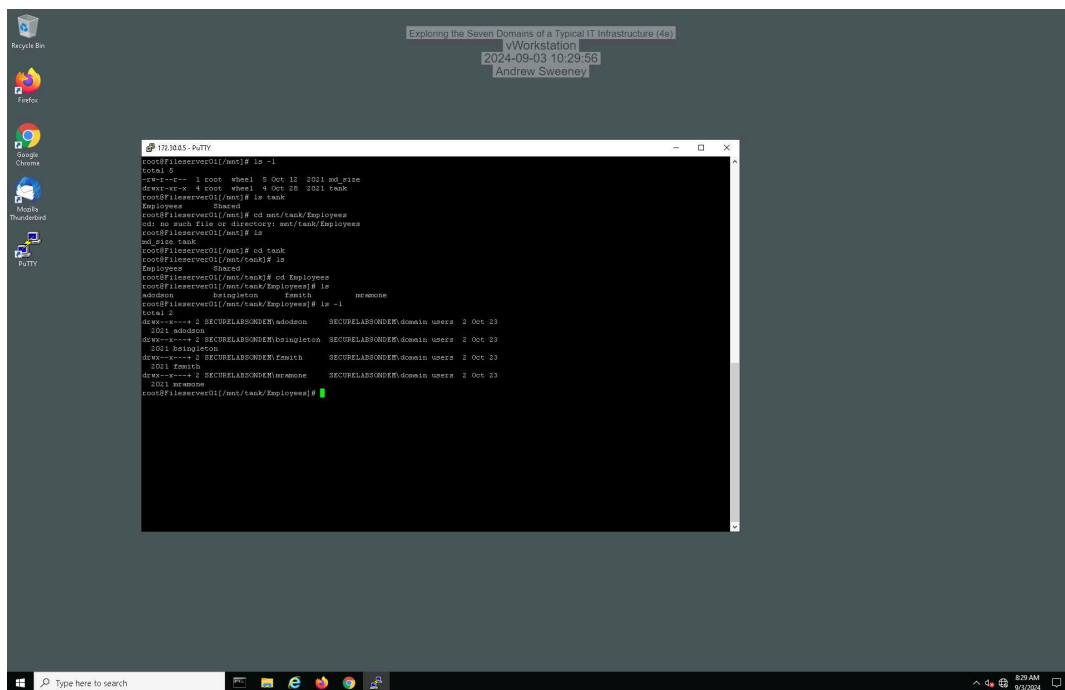 Recycle Bin
Firefox
Google
Chrome
Mozilla
Thunderbird
PuTTY
Exploring the Seven Domains of a Typical IT Infrastructure (4e)
vWorkstation
2024-09-03 10:29:56
Andrew Sweeney
172.30.0.5 - PuTTY
root@Fileserver01[/mnt]# ls -l
total 5
-rw-r--r-- 1 root wheel 5 Oct 12 2021 md_size
drwxr-xr-x 4 root wheel 4 Oct 28 2021 tank
root@Fileserver01[/mnt]# ls tank
Employees Shared
root@Fileserver01[/mnt]# cd mnt/tank/Employees
cd: no such file or directory: mnt/tank/Employees
root@Fileserver01[/mnt]# ls
md_size tank
root@Fileserver01[/mnt]# cd tank
root@Fileserver01[/mnt/tank]# ls
Employees Shared
root@Fileserver01[/mnt/tank]# cd Employees
root@Fileserver01[/mnt/tank/Employees]# ls
adodson bsingleton fsmith mramone
root@Fileserver01[/mnt/tank/Employees]# ls -l
total 2
drwx--x---+ 2 SECURELABSONDEM\adodson SECURELABSONDEM\domain users 2 Oct 23
2021 adodson
drwx--x---+ 2 SECURELABSONDEM\bsingleton SECURELABSONDEM\domain users 2 Oct 23
2021 bsingleton
drwx--x---+ 2 SECURELABSONDEM\fsmith SECURELABSONDEM\domain users 2 Oct 23
2021 fsmith
drwx--x---+ 2 SECURELABSONDEM\mramone SECURELABSONDEM\domain users 2 Oct 23
2021 mramone
root@Fileserver01[/mnt/tank/Employees]#
Type here to search
8:29 AM
9/3/2024